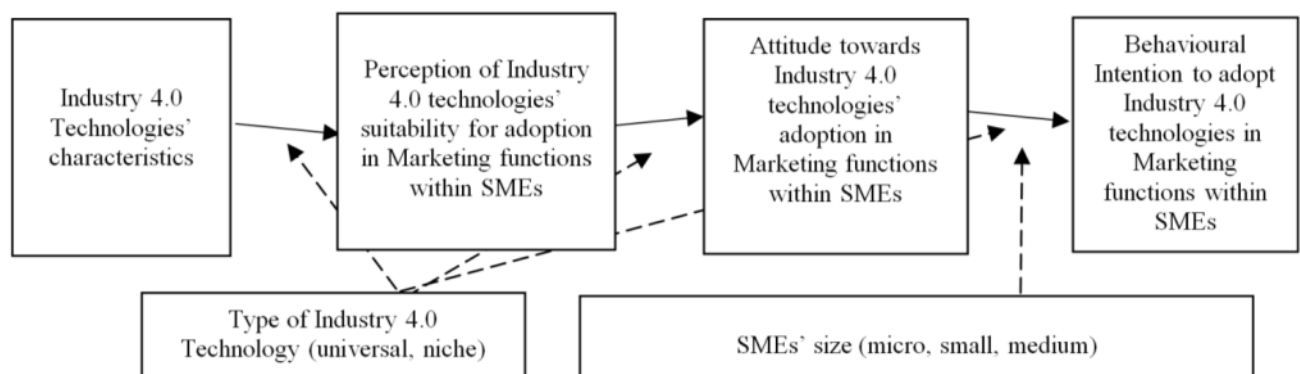 Industry 4.0
Technologies’
characteristics
Perception of Industry
4.0 technologies’
suitability for adoption
in Marketing functions
within SMEs
Attitude towards
Industry 4.0
technologies’
adoption in
Marketing functions
within SMEs
Behavioural
Intention to adopt
Industry 4.0
technologies in
Marketing
functions within
SMEs
Type of Industry 4.0
Technology (universal, niche)
SMEs’ size (micro, small, medium)